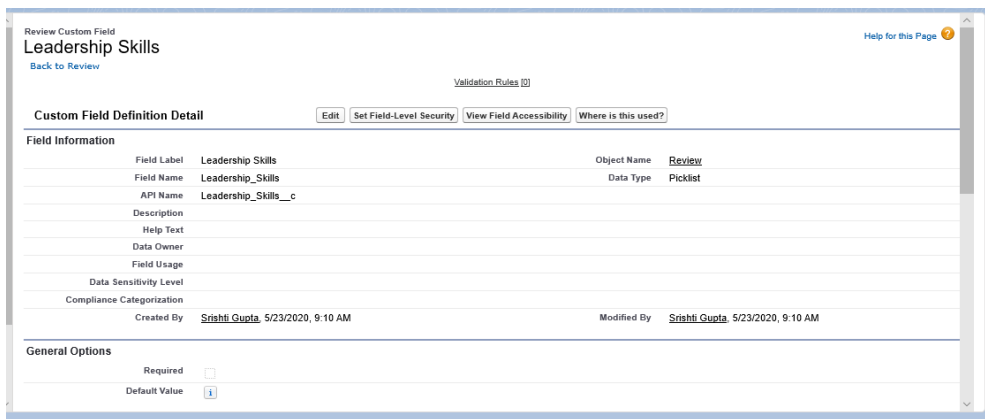 Review Custom Field
Leadership Skills
Back to Review
Help for this Page ?
Validation Rules [0]
Custom Field Definition Detail Edit Set Field-Level Security View Field Accessibility Where is this used?
Field Information
Field Label Leadership Skills Object Name Review
Field Name Leadership_Skills Data Type Picklist
API Name Leadership_Skills__c
Description
Help Text
Data Owner
Field Usage
Data Sensitivity Level
Compliance Categorization
Created By Srishti Gupta, 5/23/2020, 9:10 AM Modified By Srishti Gupta, 5/23/2020, 9:10 AM
General Options
Required
Default Value i